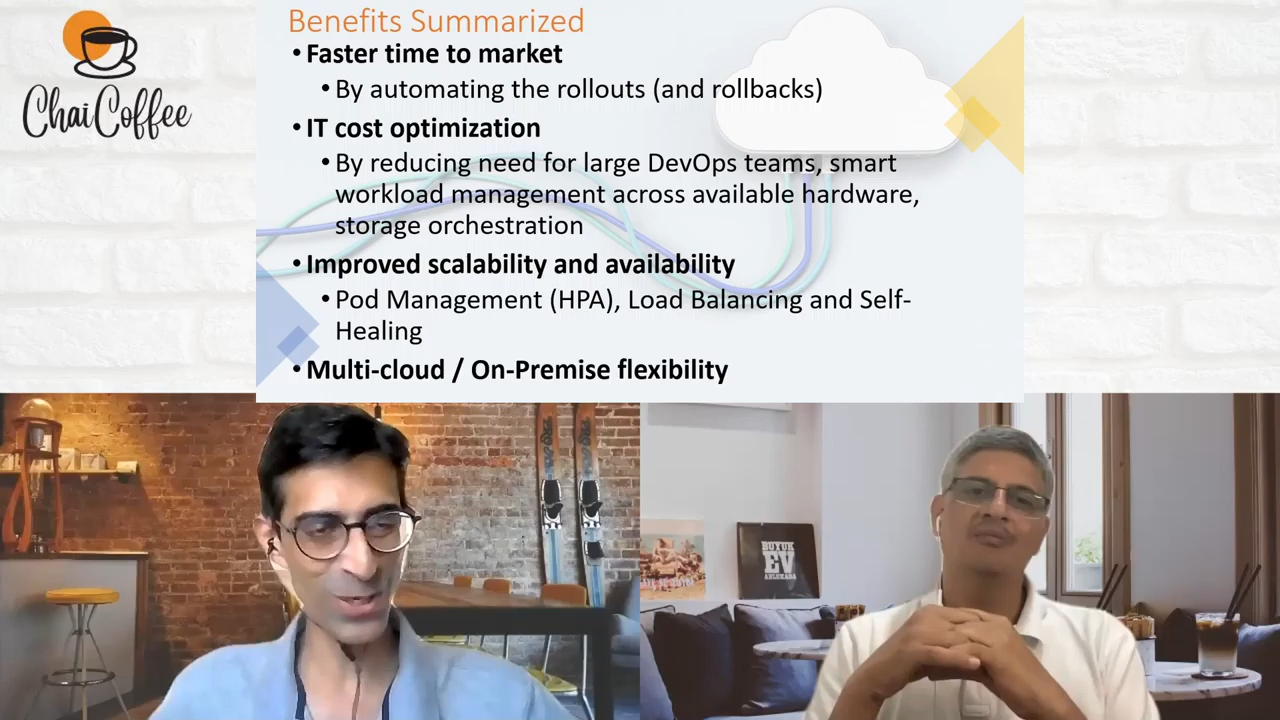 ChaiCoffee
Benefits Summarized
• Faster time to market
• By automating the rollouts (and rollbacks)
• IT cost optimization
• By reducing need for large DevOps teams, smart
workload management across available hardware,
storage orchestration
• Improved scalability and availability
• Pod Management (HPA), Load Balancing and Self-
Healing
• Multi-cloud / On-Premise flexibility
BÜYÜK
EV
ABLUKADA